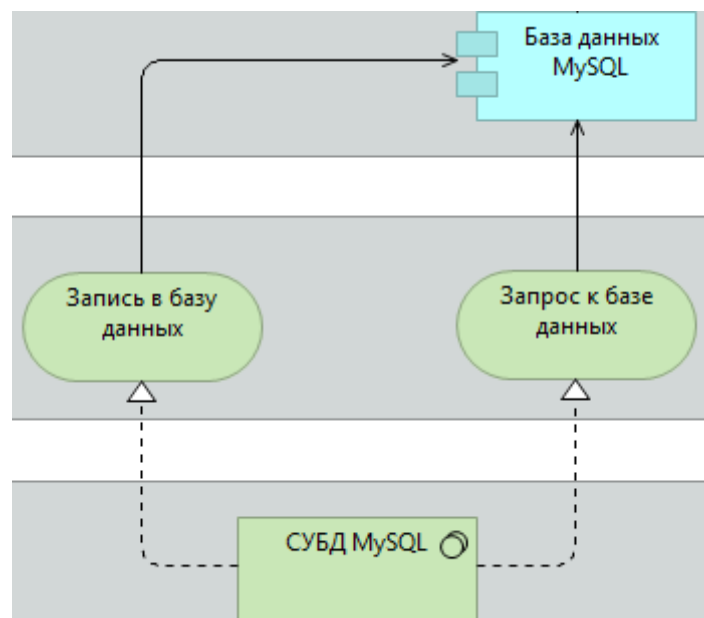 База данных
MySQL
Запись в базу
данных
Запрос к базе
данных
СУБД MySQL